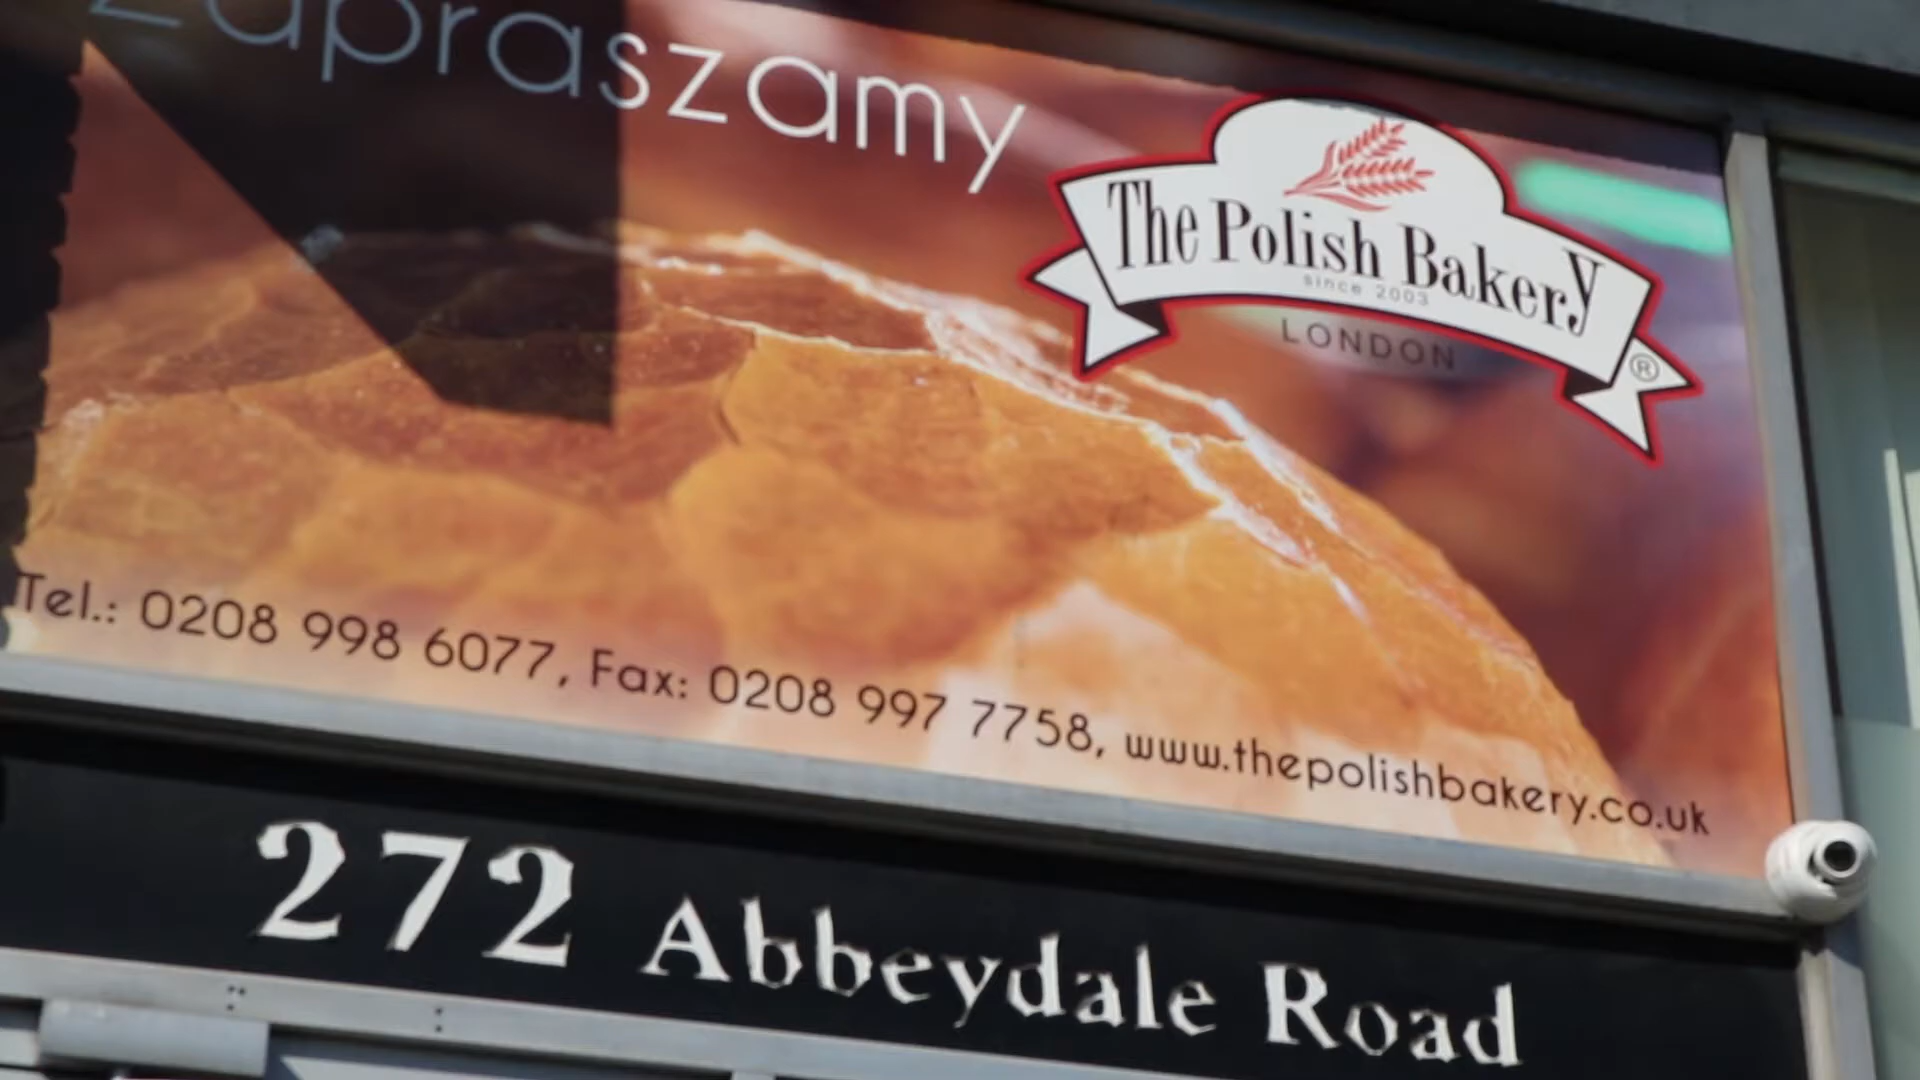 Zapraszamy
The Polish Bakery
since 2003
LONDON
®
Tel.: 0208 998 6077, Fax: 0208 997 7758, www.thepolishbakery.co.uk
272 Abbeydale Road